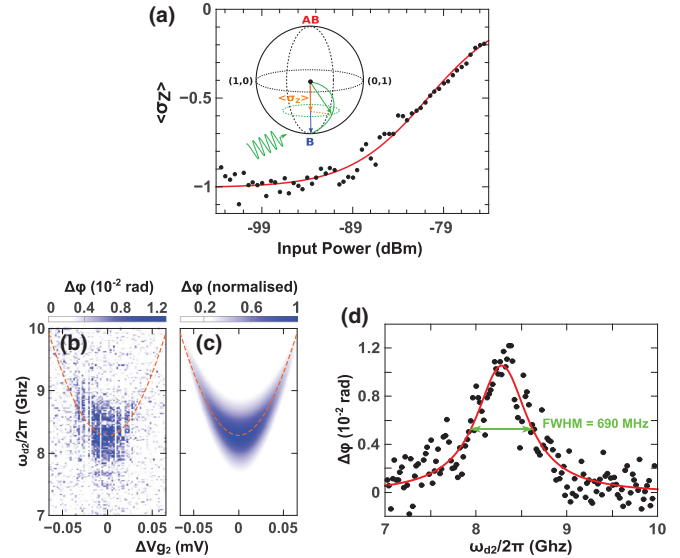 (a)
0
−0.5
−1
<σZ>
AB
(1,0)
(0,1)
<σZ>
B
-99
-89
-79
Input Power (dBm)
Δφ (10-2 rad)
0
0.4
0.8
1.2
Δφ (normalised)
0.2
0.6
1
(b)
(c)
10
9
8
7
ωd2/2π (Ghz)
−0.05
0
0.05
−0.05
0
0.05
ΔVg2 (mV)
(d)
1.2
0.8
0.4
0
Δφ (10-2 rad)
FWHM = 690 MHz
7
8
9
10
ωd2/2π (Ghz)